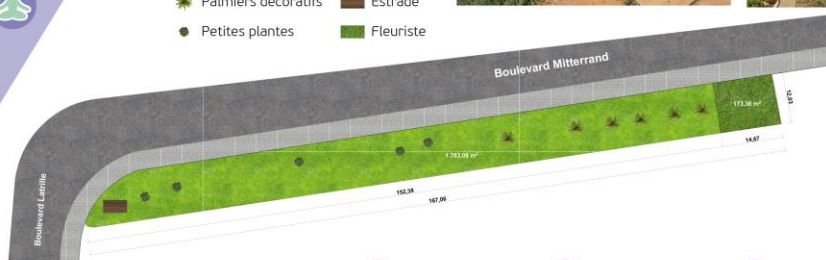 Palmiers décoratifs
Estrade
Petites plantes
Fleuriste
Boulevard Mitterrand
173,36 m²
12,03
14,67
1 763,08 m²
152,38
167,06
Boulevard Latrille